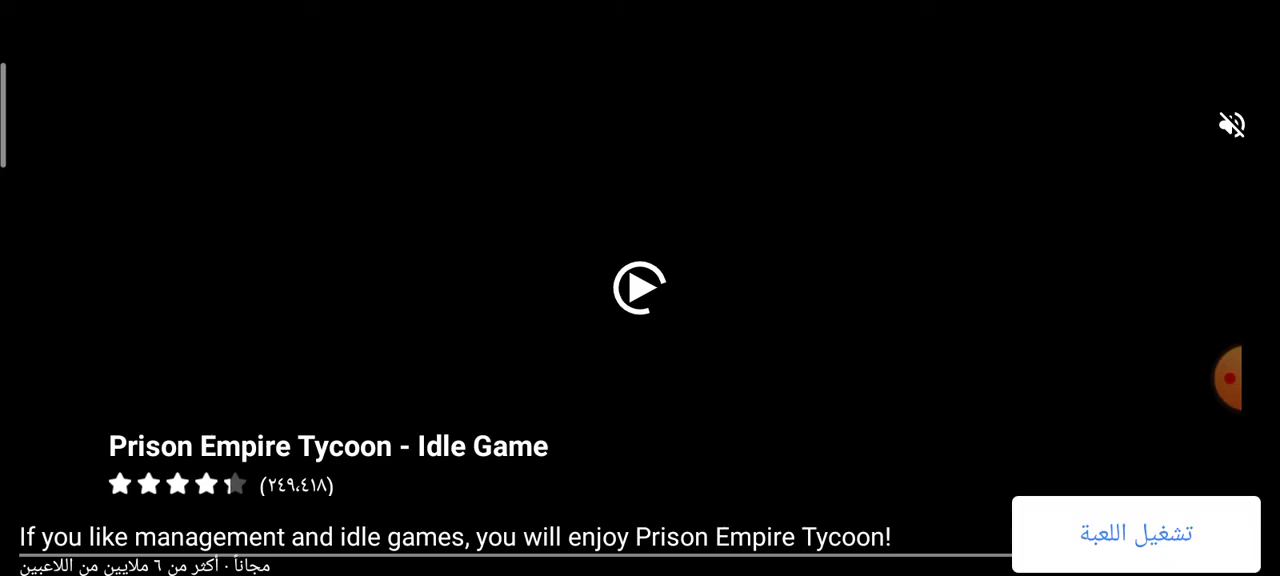 Prison Empire Tycoon - Idle Game
(٢٤٩،٤١٨)
If you like management and idle games, you will enjoy Prison Empire Tycoon!
تشغيل اللعبة
مجاناً · أكثر من ٦ ملايين من اللاعبين